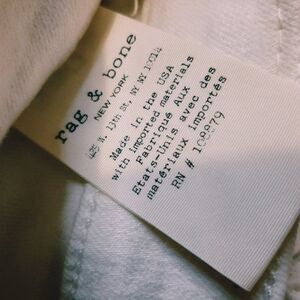 rag & bone
NEW YORK
425 W. 13th St, NY NY 10014
Made in the USA
with imported materials
Fabriqué Aux
Etats-Unis avec des
matériaux importés
RN # 108879